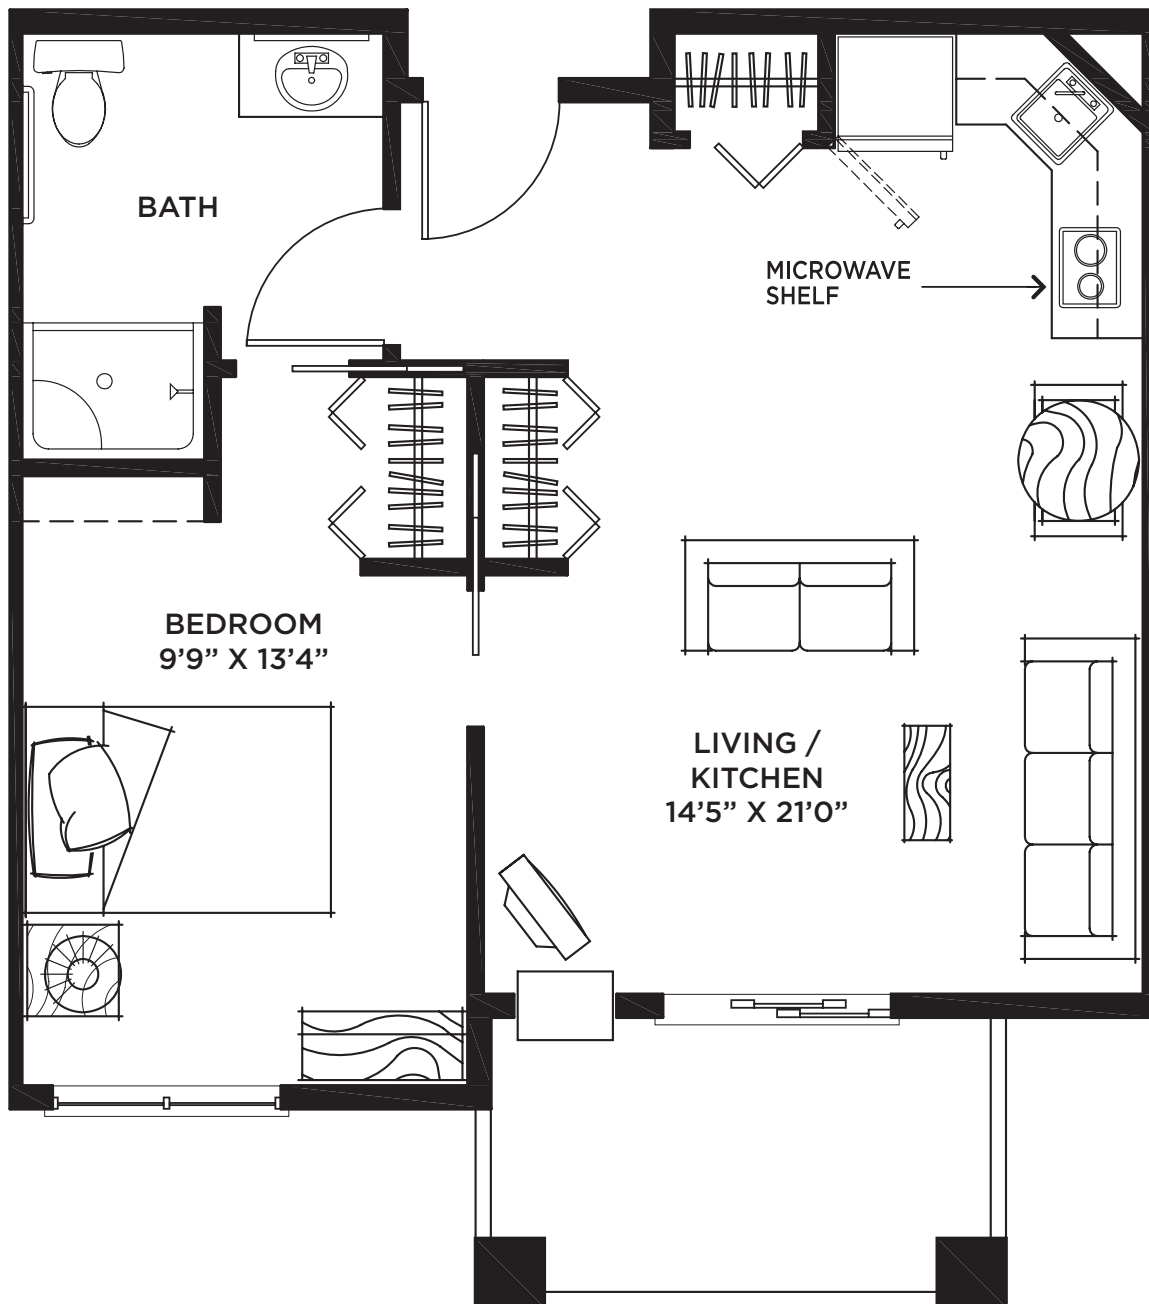 BATH
MICROWAVE
SHELF
BEDROOM
9’9” X 13’4”
LIVING /
KITCHEN
14’5” X 21’0”